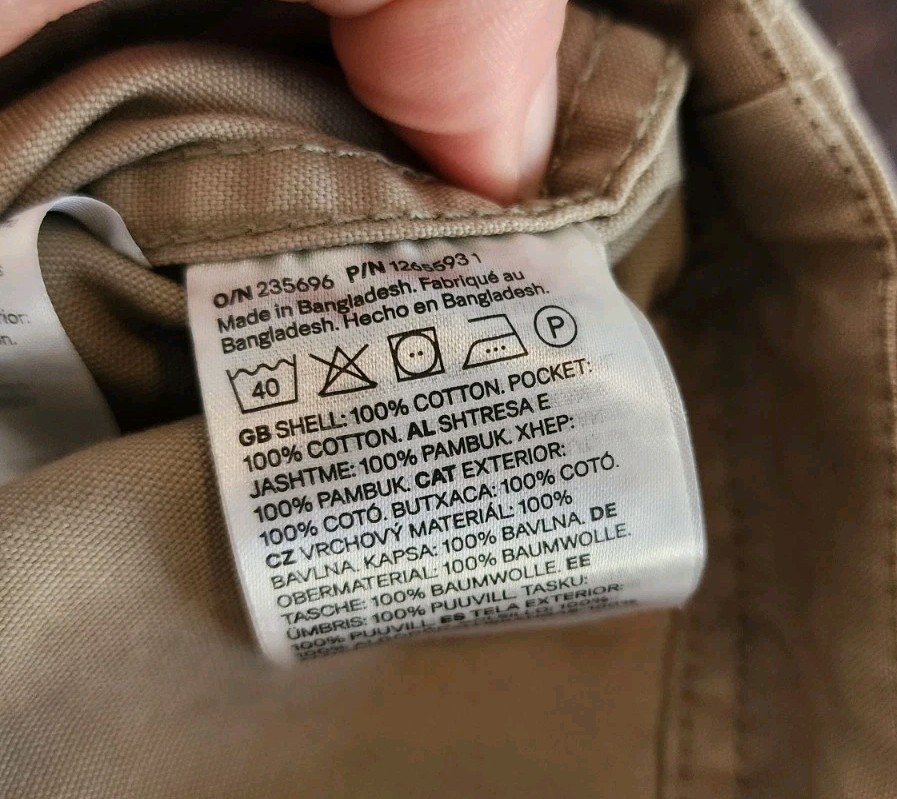 O/N 235696 P/N 1265593 1
Made in Bangladesh. Fabriqué au
Bangladesh. Hecho en Bangladesh.
40 P
GB SHELL: 100% COTTON. POCKET:
100% COTTON. AL SHTRESA E
JASHTME: 100% PAMBUK. XHEP:
100% PAMBUK. CAT EXTERIOR:
100% COTÓ. BUTXACA: 100% COTÓ.
CZ VRCHOVÝ MATERIÁL: 100%
BAVLNA. KAPSA: 100% BAVLNA. DE
OBERMATERIAL: 100% BAUMWOLLE.
TASCHE: 100% BAUMWOLLE. EE
ÜMBRIS: 100% PUUVILL. TASKU:
100% PUUVILL. ES TELA EXTERIOR: